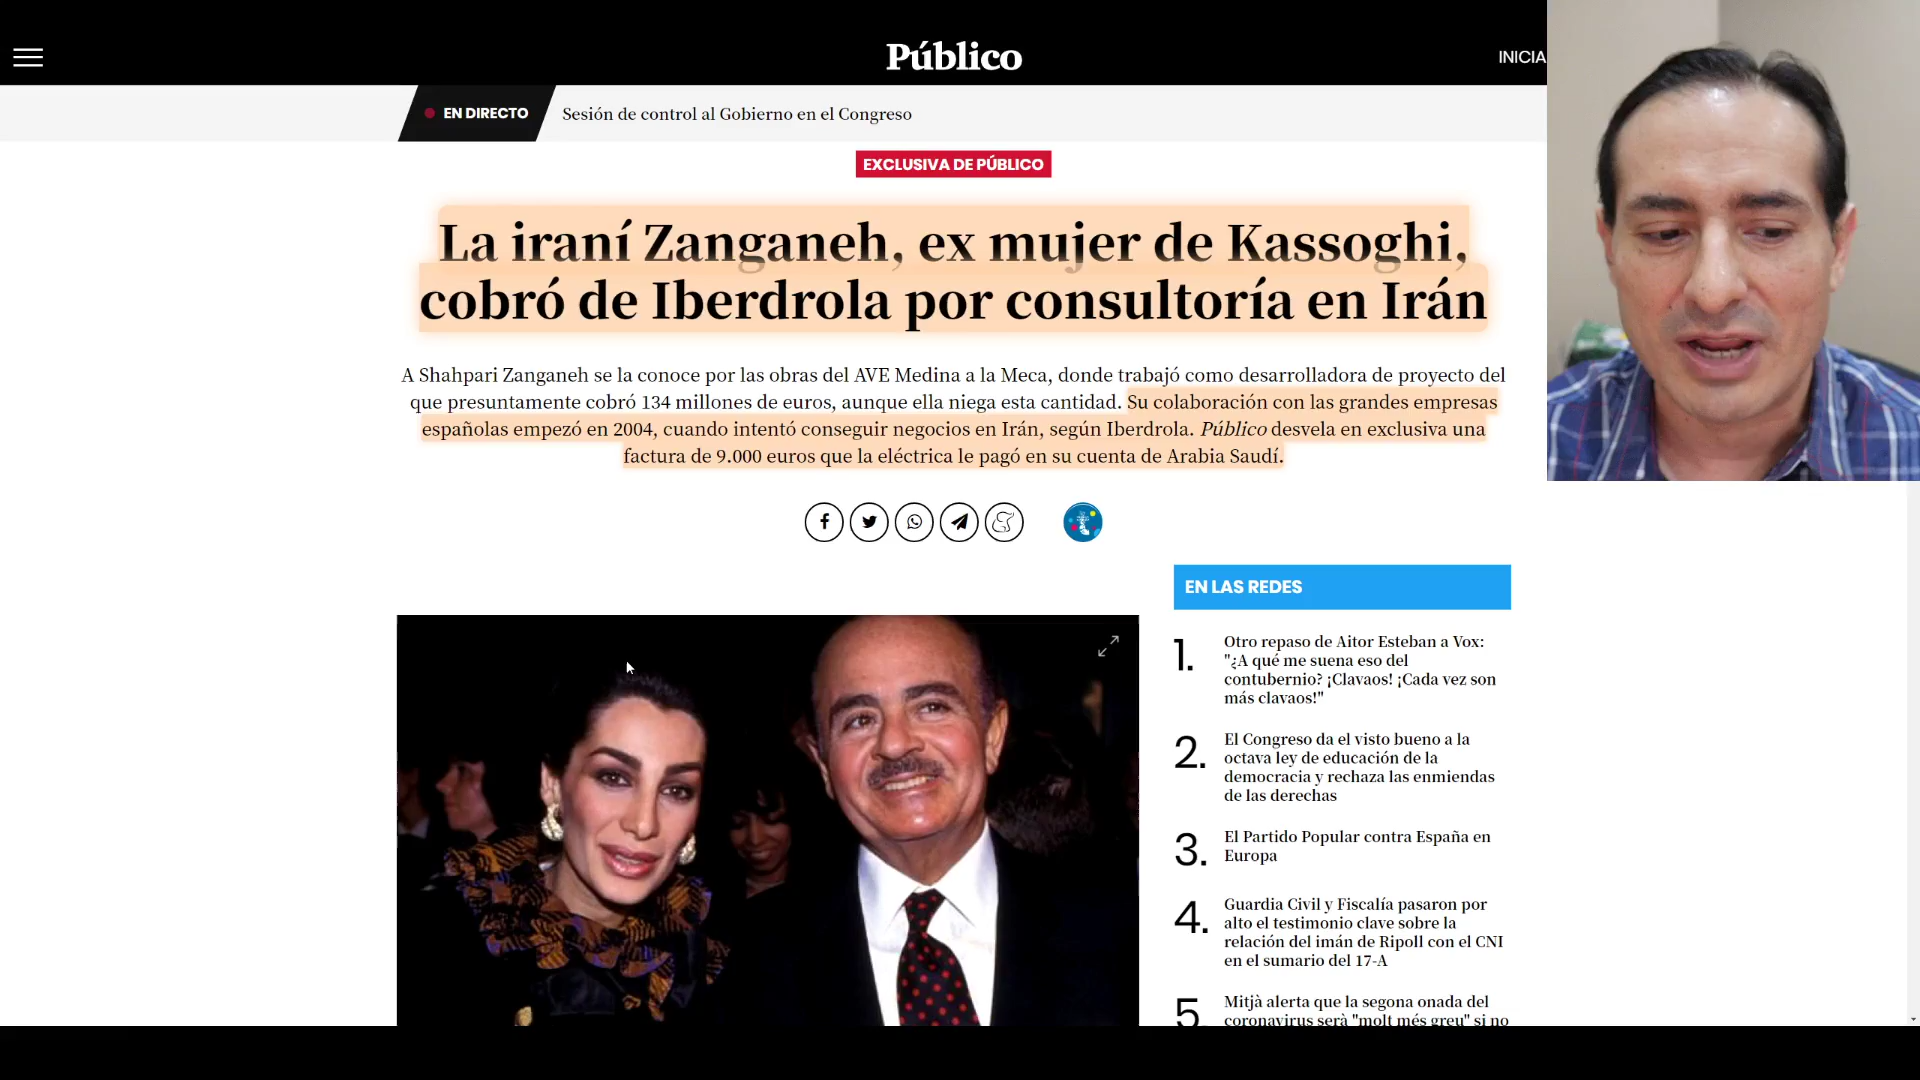 Público
INICIA
EN DIRECTO
Sesión de control al Gobierno en el Congreso
EXCLUSIVA DE PÚBLICO
La iraní Zanganeh, ex mujer de Kassoghi,
cobró de Iberdrola por consultoría en Irán
A Shahpari Zanganeh se la conoce por las obras del AVE Medina a la Meca, donde trabajó como desarrolladora de proyecto del
que presuntamente cobró 134 millones de euros, aunque ella niega esta cantidad. Su colaboración con las grandes empresas
españolas empezó en 2004, cuando intentó conseguir negocios en Irán, según Iberdrola. Público desvela en exclusiva una
factura de 9.000 euros que la eléctrica le pagó en su cuenta de Arabia Saudí.
EN LAS REDES
1.
Otro repaso de Aitor Esteban a Vox:
"¿A qué me suena eso del
contubernio? ¡Clavaos! ¡Cada vez son
más clavaos!"
2.
El Congreso da el visto bueno a la
octava ley de educación de la
democracia y rechaza las enmiendas
de las derechas
3.
El Partido Popular contra España en
Europa
4.
Guardia Civil y Fiscalía pasaron por
alto el testimonio clave sobre la
relación del imán de Ripoll con el CNI
en el sumario del 17-A
5.
Mitjà alerta que la segona onada del
coronavirus serà "molt més greu" si no